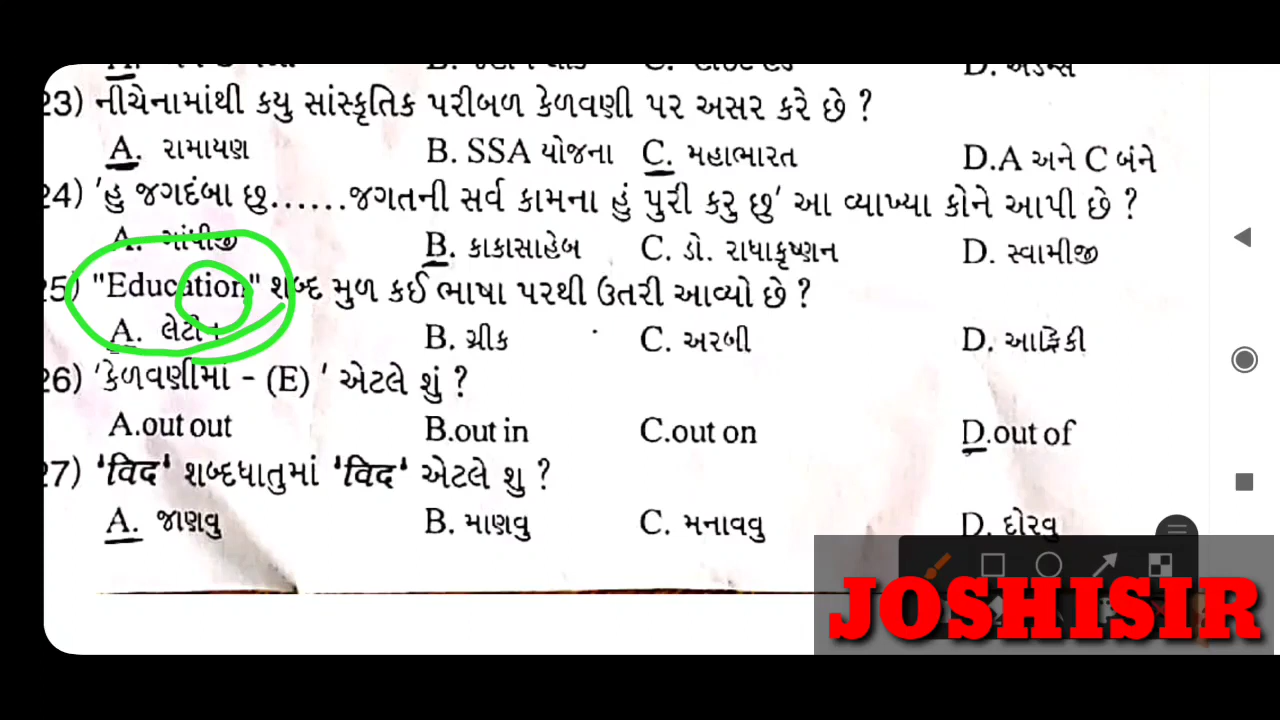 D. એડમ્સ
23) નીચેનામાંથી કયુ સાંસ્કૃતિક પરીબળ કેળવણી પર અસર કરે છે ?
A. રામાયણ B. SSA યોજના C. મહાભારત D.A અને C બંને
24) 'હુ જગદંબા છુ......જગતની સર્વ કામના હું પુરી કરુ છુ' આ વ્યાખ્યા કોને આપી છે ?
A. ગાંધીજી B. કાકાસાહેબ C. ડો. રાધાકૃષ્ણન D. સ્વામીજી
25) "Education" શબ્દ મુળ કઈ ભાષા પરથી ઉતરી આવ્યો છે ?
A. લેટીન B. ગ્રીક C. અરબી D. આફ્રિકી
26) 'કેળવણીમાં - (E) ' એટલે શું ?
A.out out B.out in C.out on D.out of
27) 'विद' શબ્દધાતુમાં 'विद' એટલે શુ ?
A. જાણવુ B. માણવુ C. મનાવવુ D. દોરવુ
JOSHISIR